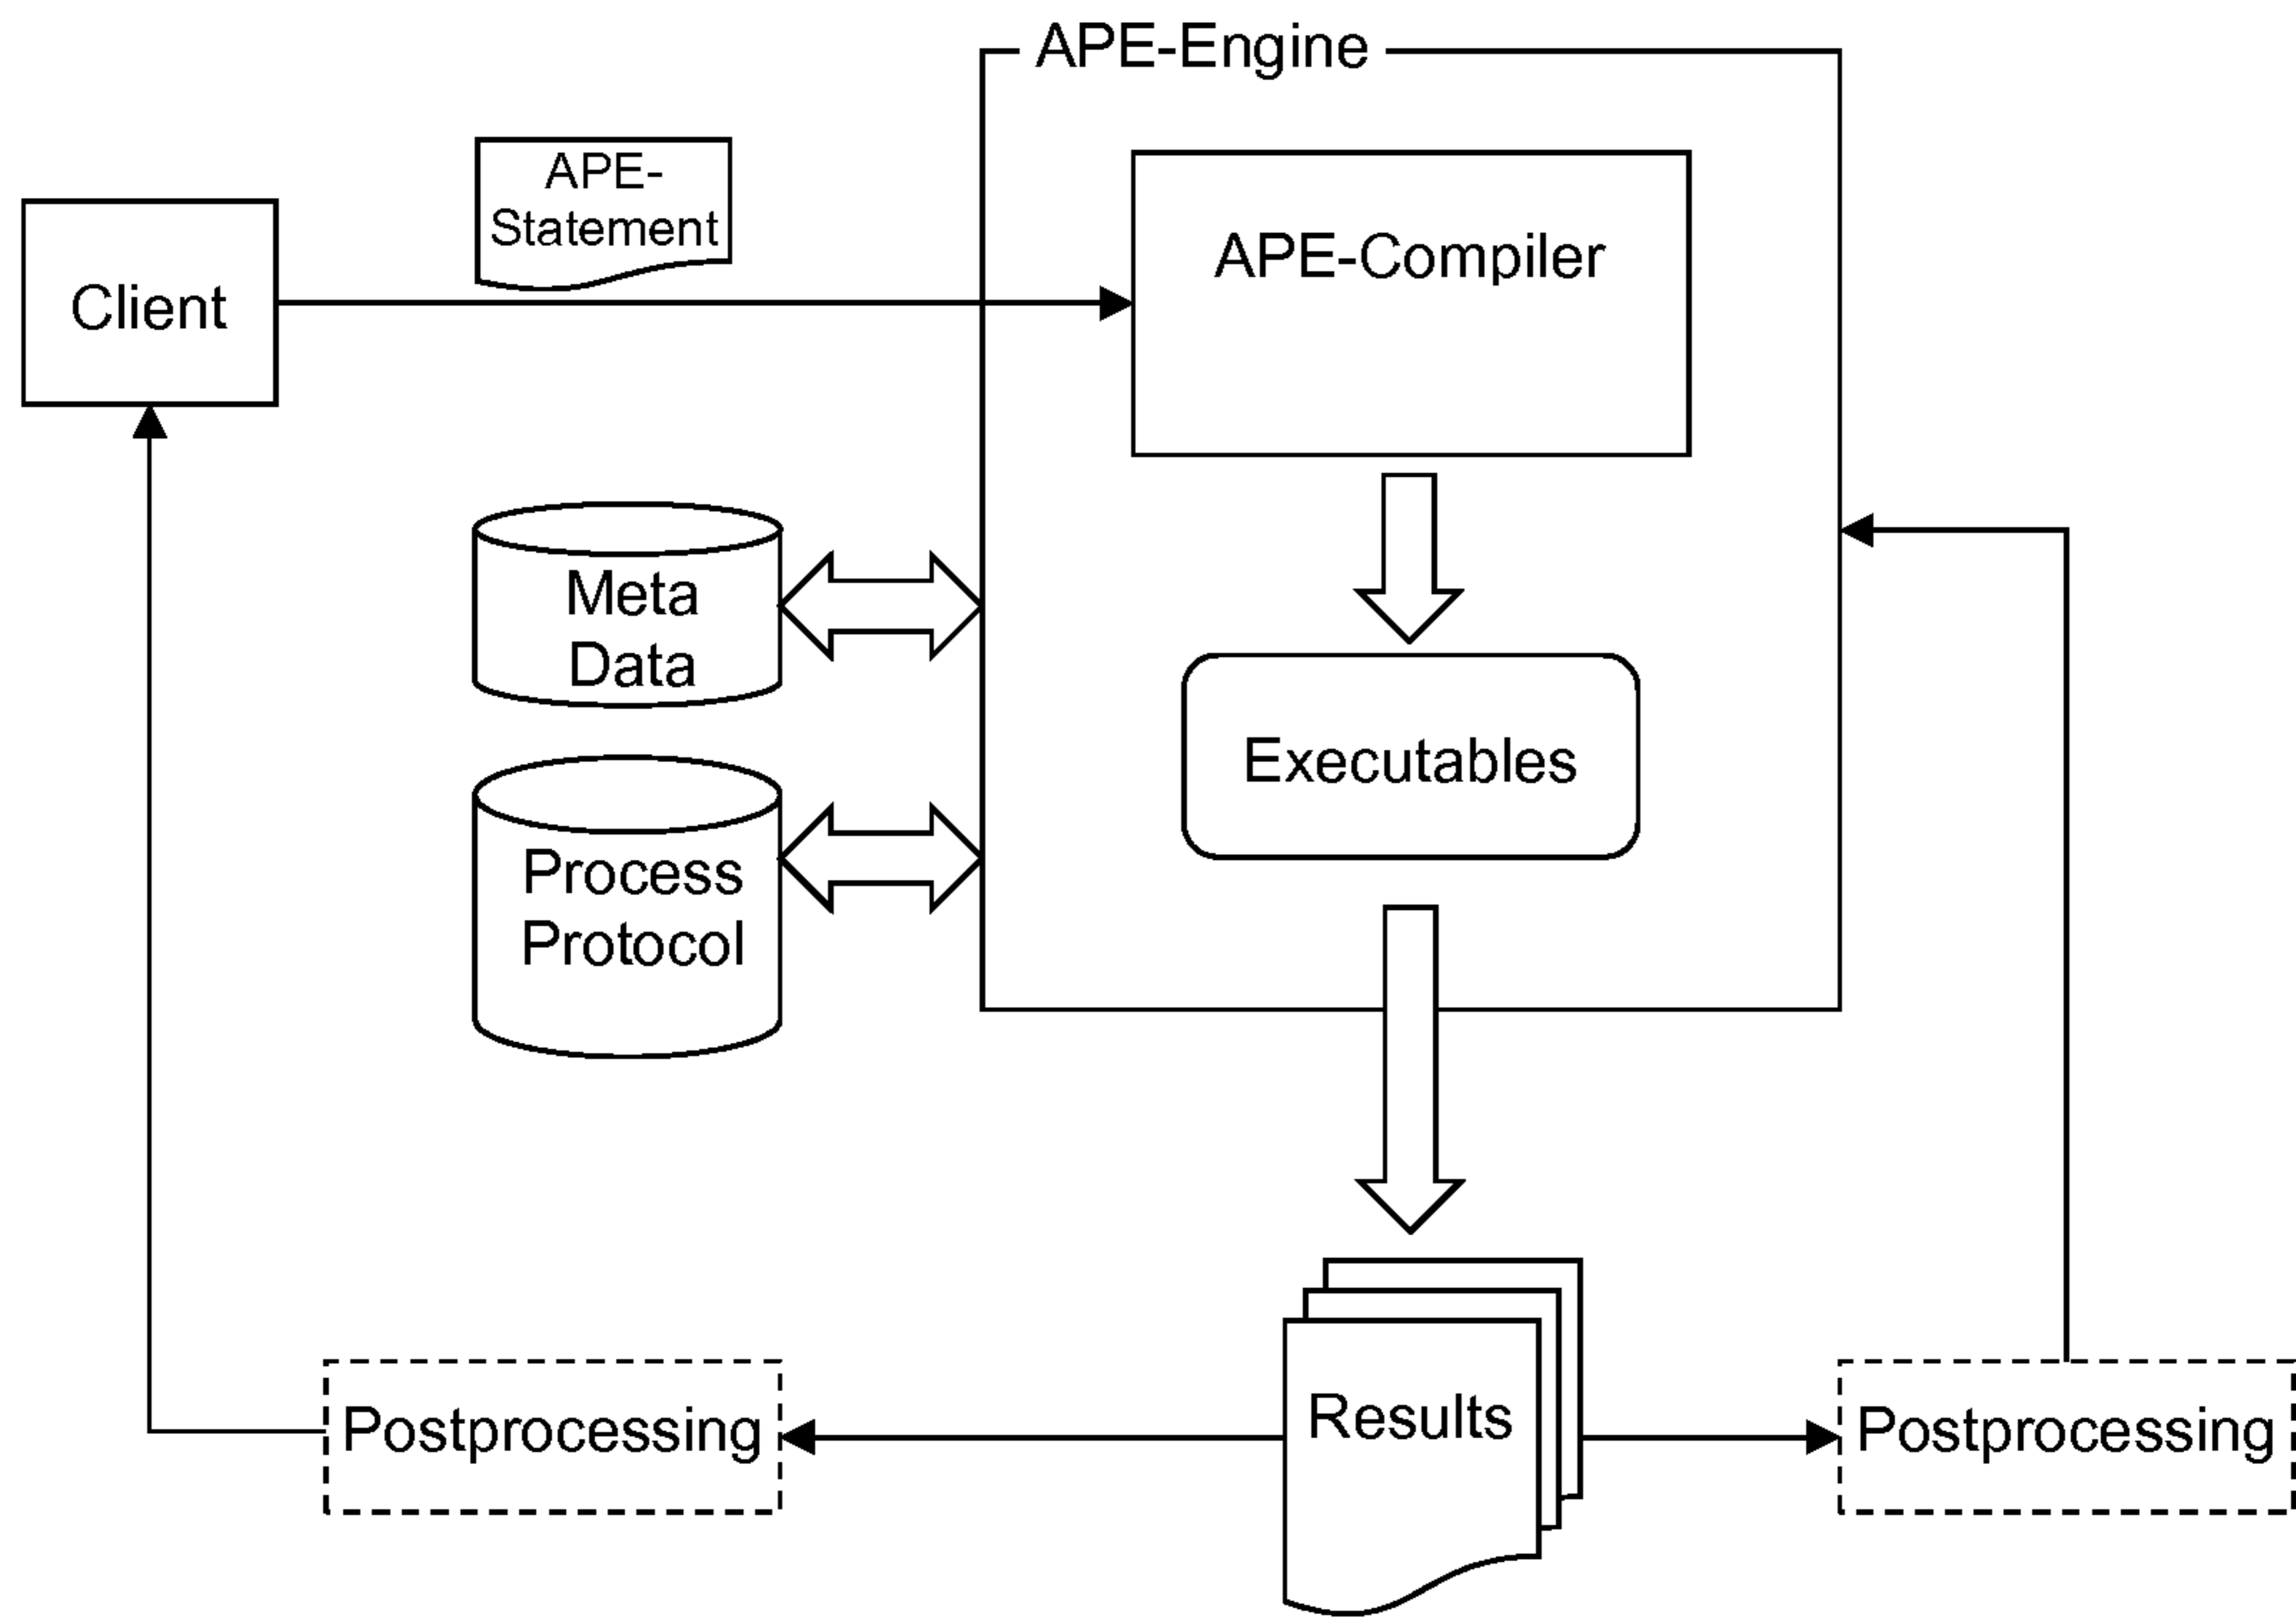 APE-Engine
APE-
Statement
Client
APE-Compiler
Meta
Data
Executables
Process
Protocol
Results
Postprocessing
Postprocessing